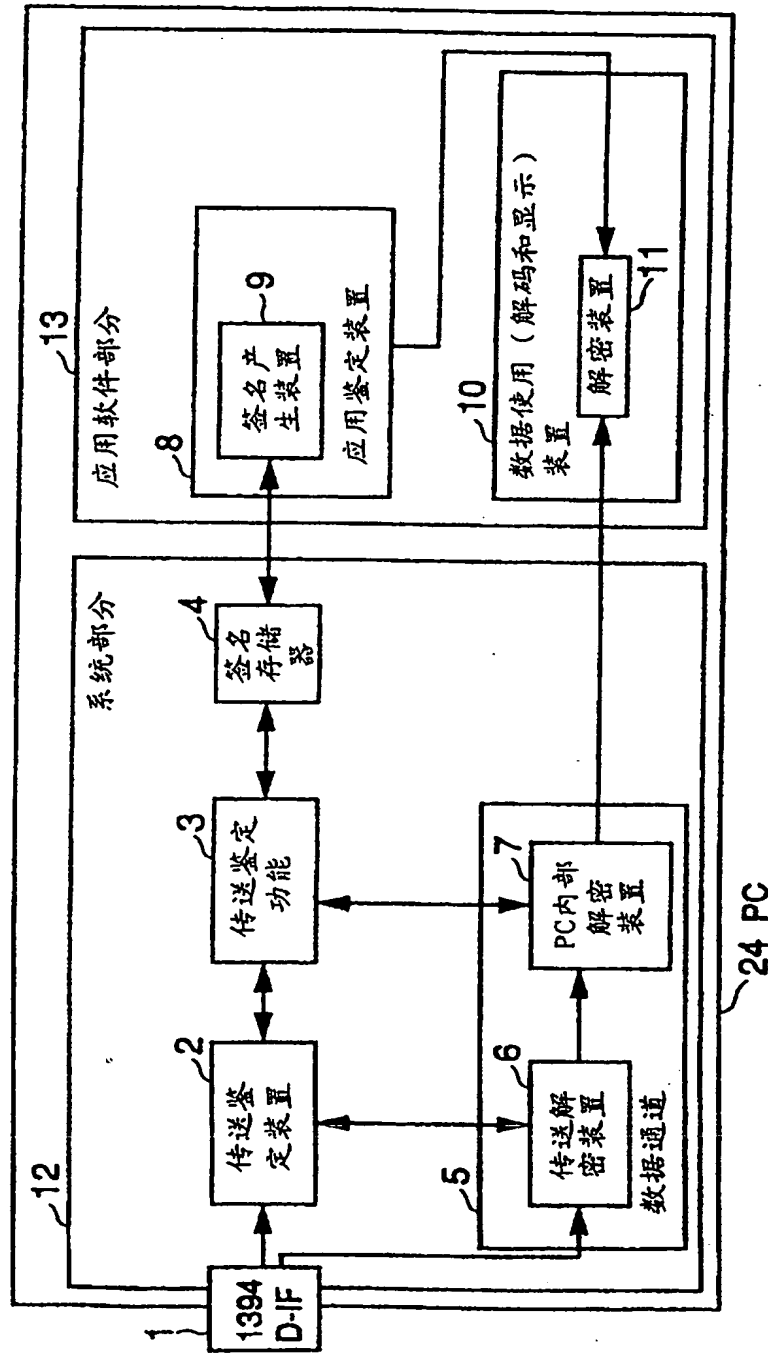 12
系统部分
1
1394
D-IF
2
传送鉴
定装置
3
传送鉴定
功能
4
签名
存储
器
5
数据通道
6
传送解
密装置
7
PC内部
解密装
置
13
应用软件部分
8
9
签名产
生装置
应用鉴定装置
10
数据使用（解码和显示）
装置
解密装置
11
24 PC